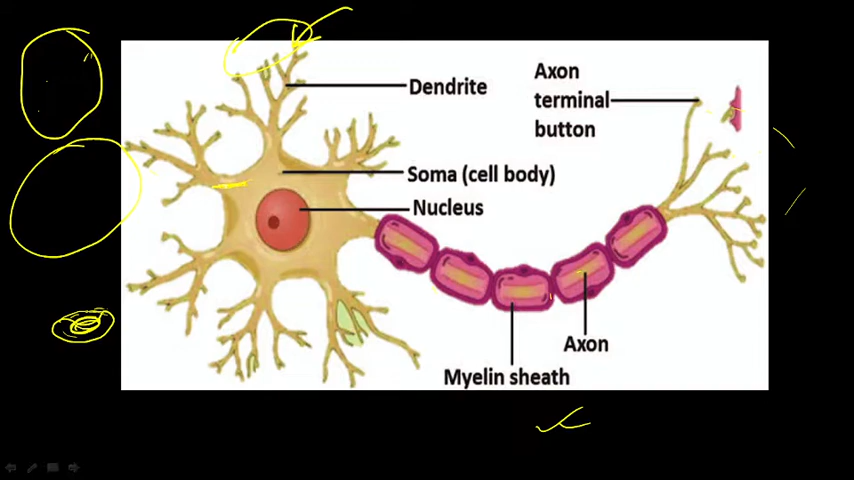 Dendrite
Axon
terminal
button
Soma (cell body)
Nucleus
Axon
Myelin sheath